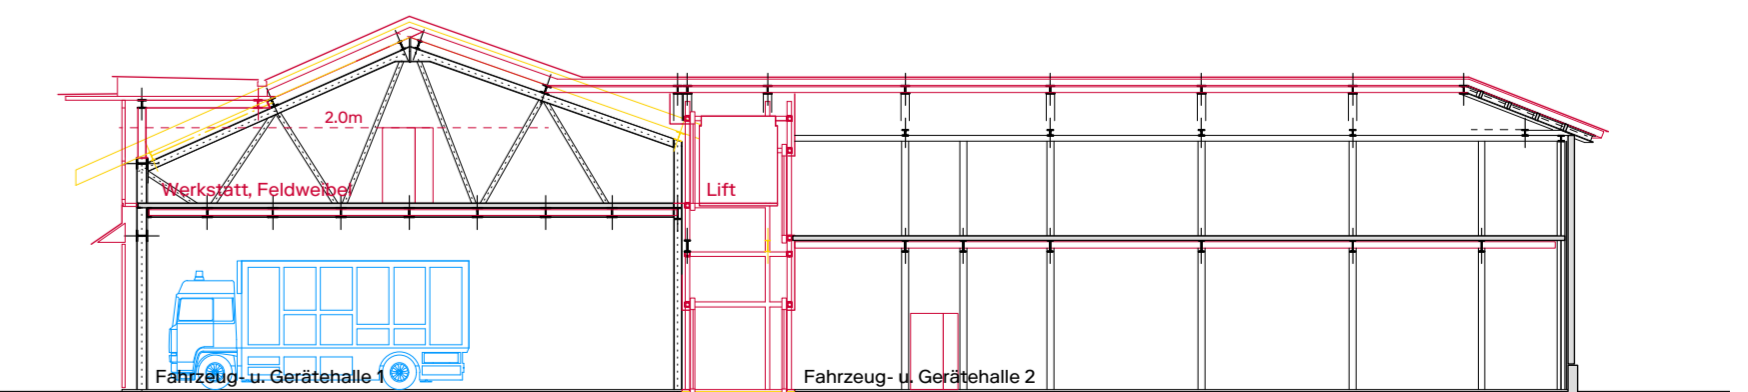 2.0m
Werkstatt, Feldweibel
Lift
Fahrzeug- u. Gerätehalle 1
Fahrzeug- u. Gerätehalle 2